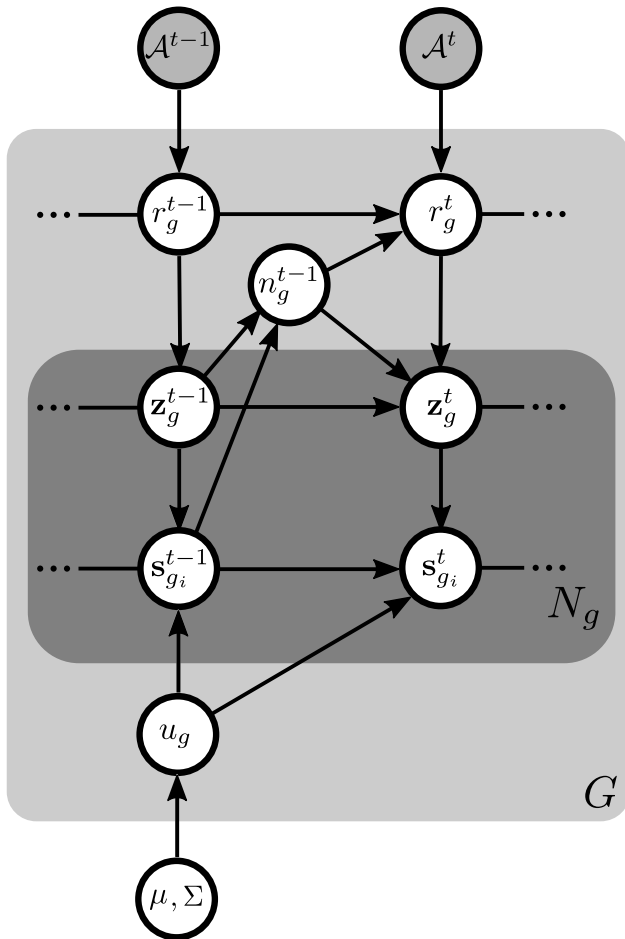 𝒜^{t−1} 𝒜^t
⋯ r_g^{t−1} r_g^t ⋯
n_g^{t−1}
⋯ 𝐳_g^{t−1} 𝐳_g^t ⋯
⋯ 𝐬_{g_i}^{t−1} 𝐬_{g_i}^t ⋯
N_g
u_g
G
μ, Σ